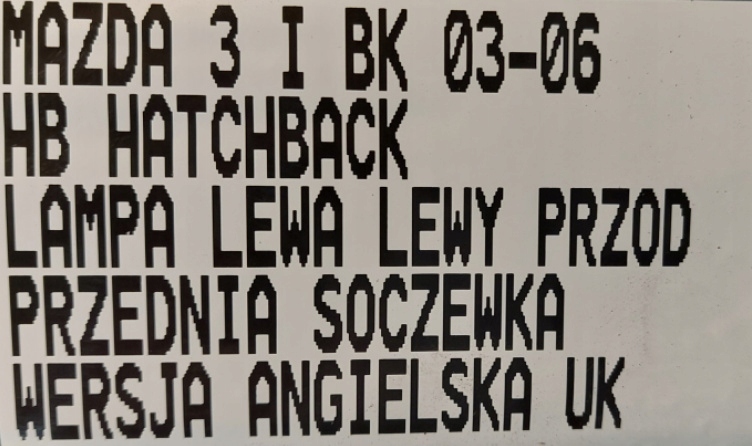 MAZDA 3 I BK 03-06
HB HATCHBACK
LAMPA LEWA LEWY PRZOD
PRZEDNIA SOCZEWKA
WERSJA ANGIELSKA UK